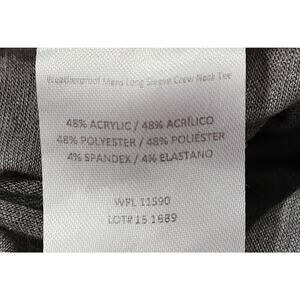 Weatherproof Mens Long Sleeve Crew Neck Tee
48% ACRYLIC / 48% ACRÍLICO
48% POLYESTER / 48% POLIÉSTER
4% SPANDEX / 4% ELASTANO
WPL 11590
LOT# 15 1689